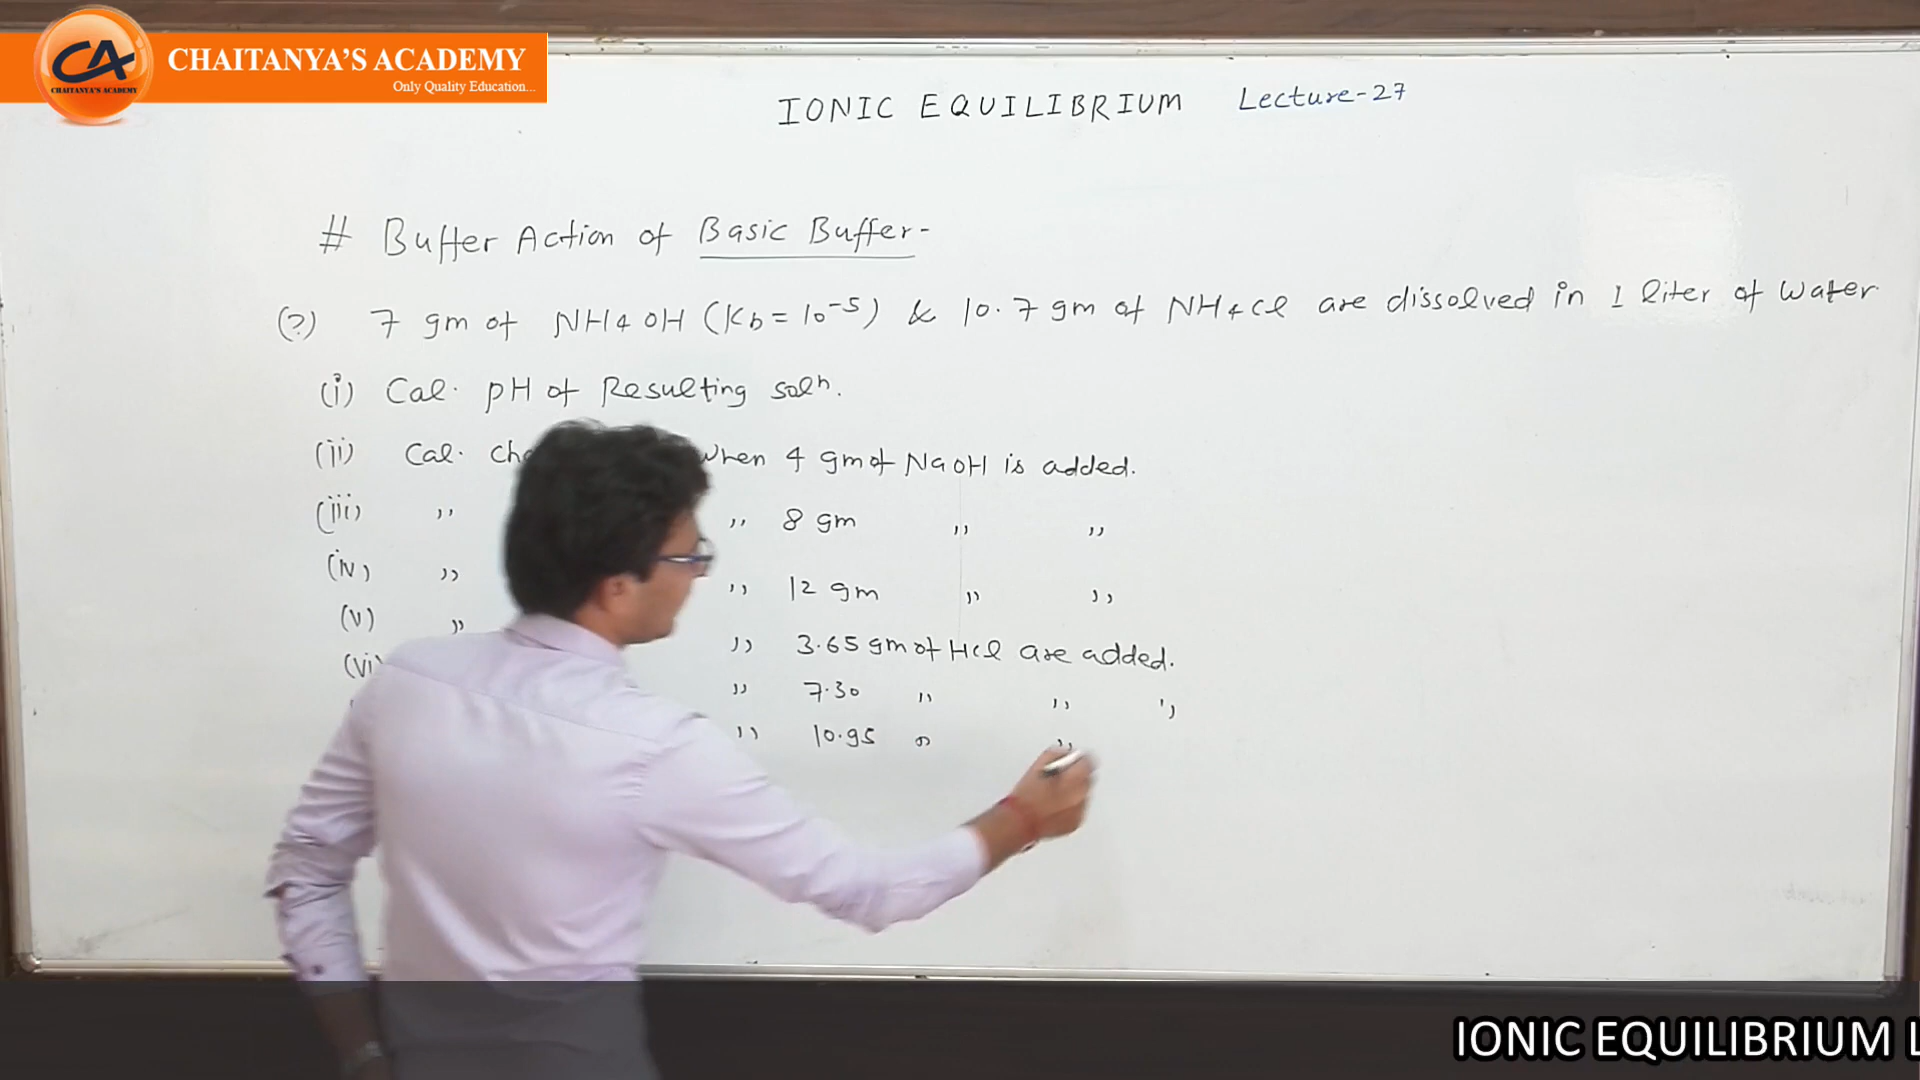 CA
CHAITANYA'S ACADEMY
CHAITANYA'S ACADEMY
Only Quality Education...
IONIC EQUILIBRIUM Lecture-27
# Buffer Action of Basic Buffer-
(?) 7 gm of NH4OH (Kb = 10^-5) & 10.7 gm of NH4Cl are dissolved in 1 liter of water
(i) Cal. pH of Resulting solⁿ.
(ii) Cal. when 4 gm of NaOH is added.
(iii) ,, ,, 8 gm ,, ,,
(iv) ,, ,, 12 gm ,, ,,
(v) ,, ,, 3.65 gm of HCl are added.
(vi) ,, 7.30 ,, ,, ,,
,, 10.95 ,, ,,
IONIC EQUILIBRIUM L